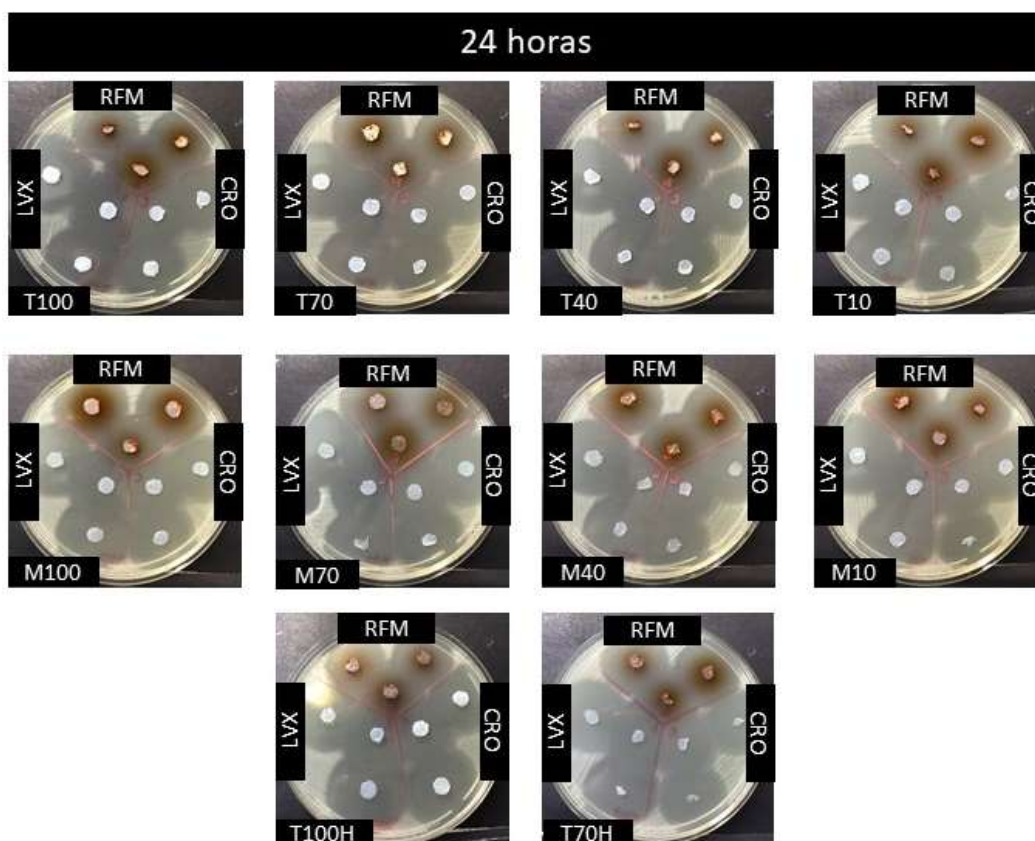 24 horas
RFM
LVX
CRO
T100
RFM
LVX
CRO
T70
RFM
LVX
CRO
T40
RFM
LVX
CRO
T10
RFM
LVX
CRO
M100
RFM
LVX
CRO
M70
RFM
LVX
CRO
M40
RFM
LVX
CRO
M10
RFM
LVX
CRO
T100H
RFM
LVX
CRO
T70H